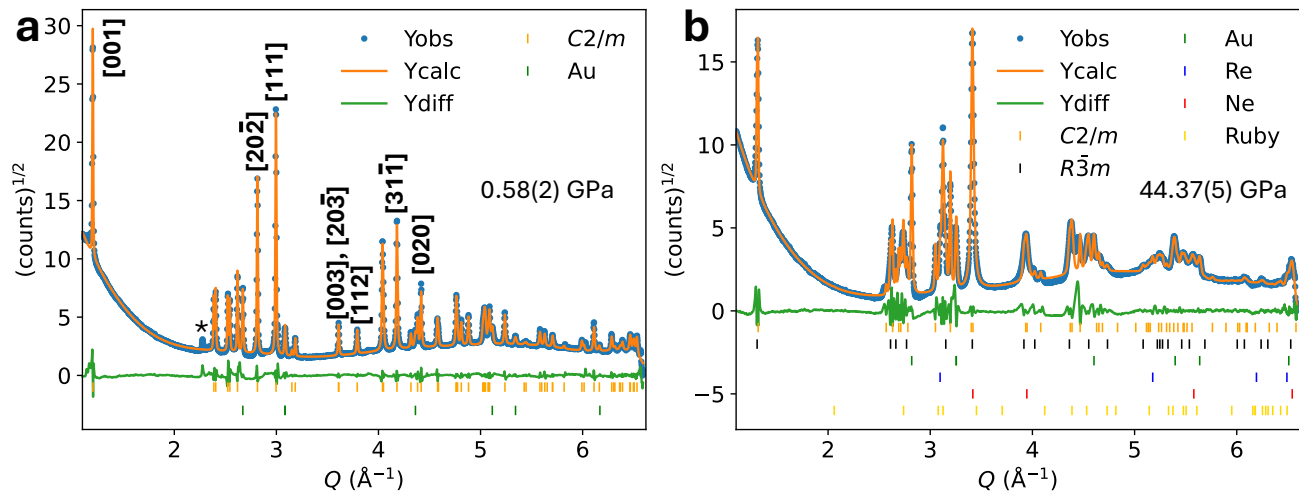 a
30
25
20
15
10
5
0
2
3
4
5
6
Q (Å⁻¹)
(counts)¹/²
Yobs
Ycalc
Ydiff
C2/m
Au
[001]
[202̄]
[111]
[003], [203̄]
[112]
[311̄]
[020]
*
0.58(2) GPa
b
15
10
5
0
−5
2
3
4
5
6
Q (Å⁻¹)
(counts)¹/²
Yobs
Ycalc
Ydiff
C2/m
R3̄m
Au
Re
Ne
Ruby
44.37(5) GPa